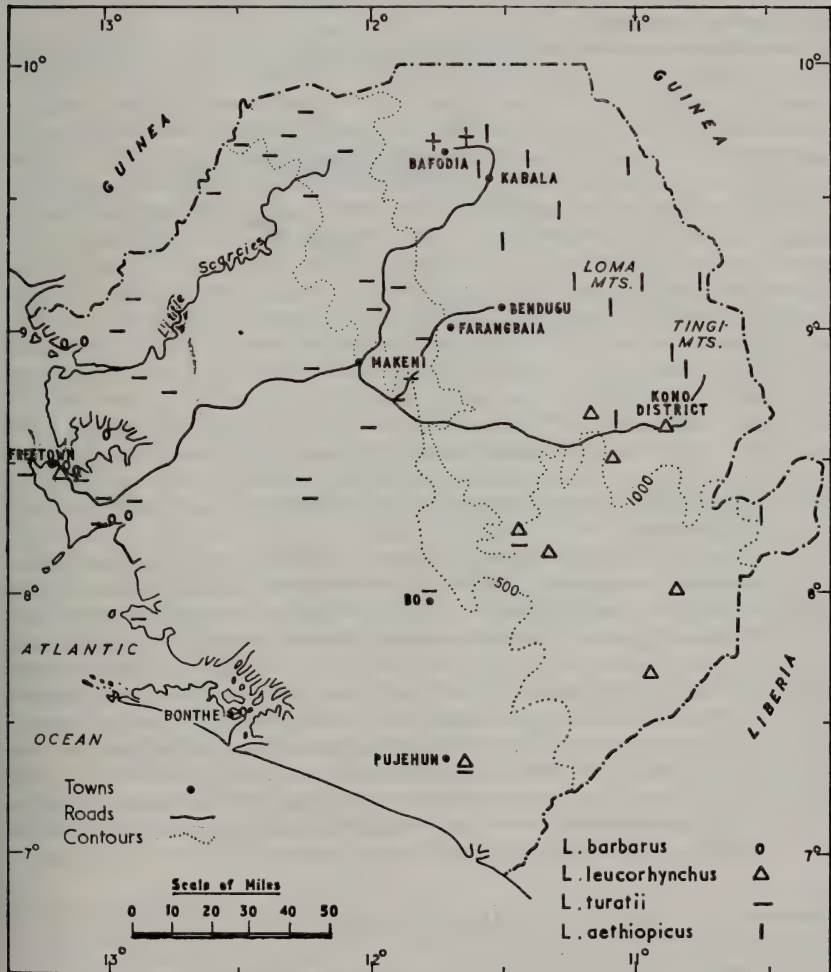 13°
12°
11°
10°
10°
GUINEA
GUINEA
BAFODIA
KABALA
Little Scarcies
LOMA
MTS.
BENDUGU
FARANGBAIA
TINGI
MTS.
9°
9°
MAKENI
KONO
DISTRICT
FREETOWN
1000
500
BO
8°
8°
ATLANTIC
OCEAN
BONTHE
LIBERIA
PUJEHUN
Towns
Roads
Contours
7°
7°
L. barbarus
L. leucorhynchus
L. turatii
L. aethiopicus
Scale of Miles
0 10 20 30 40 50
13°
12°
11°